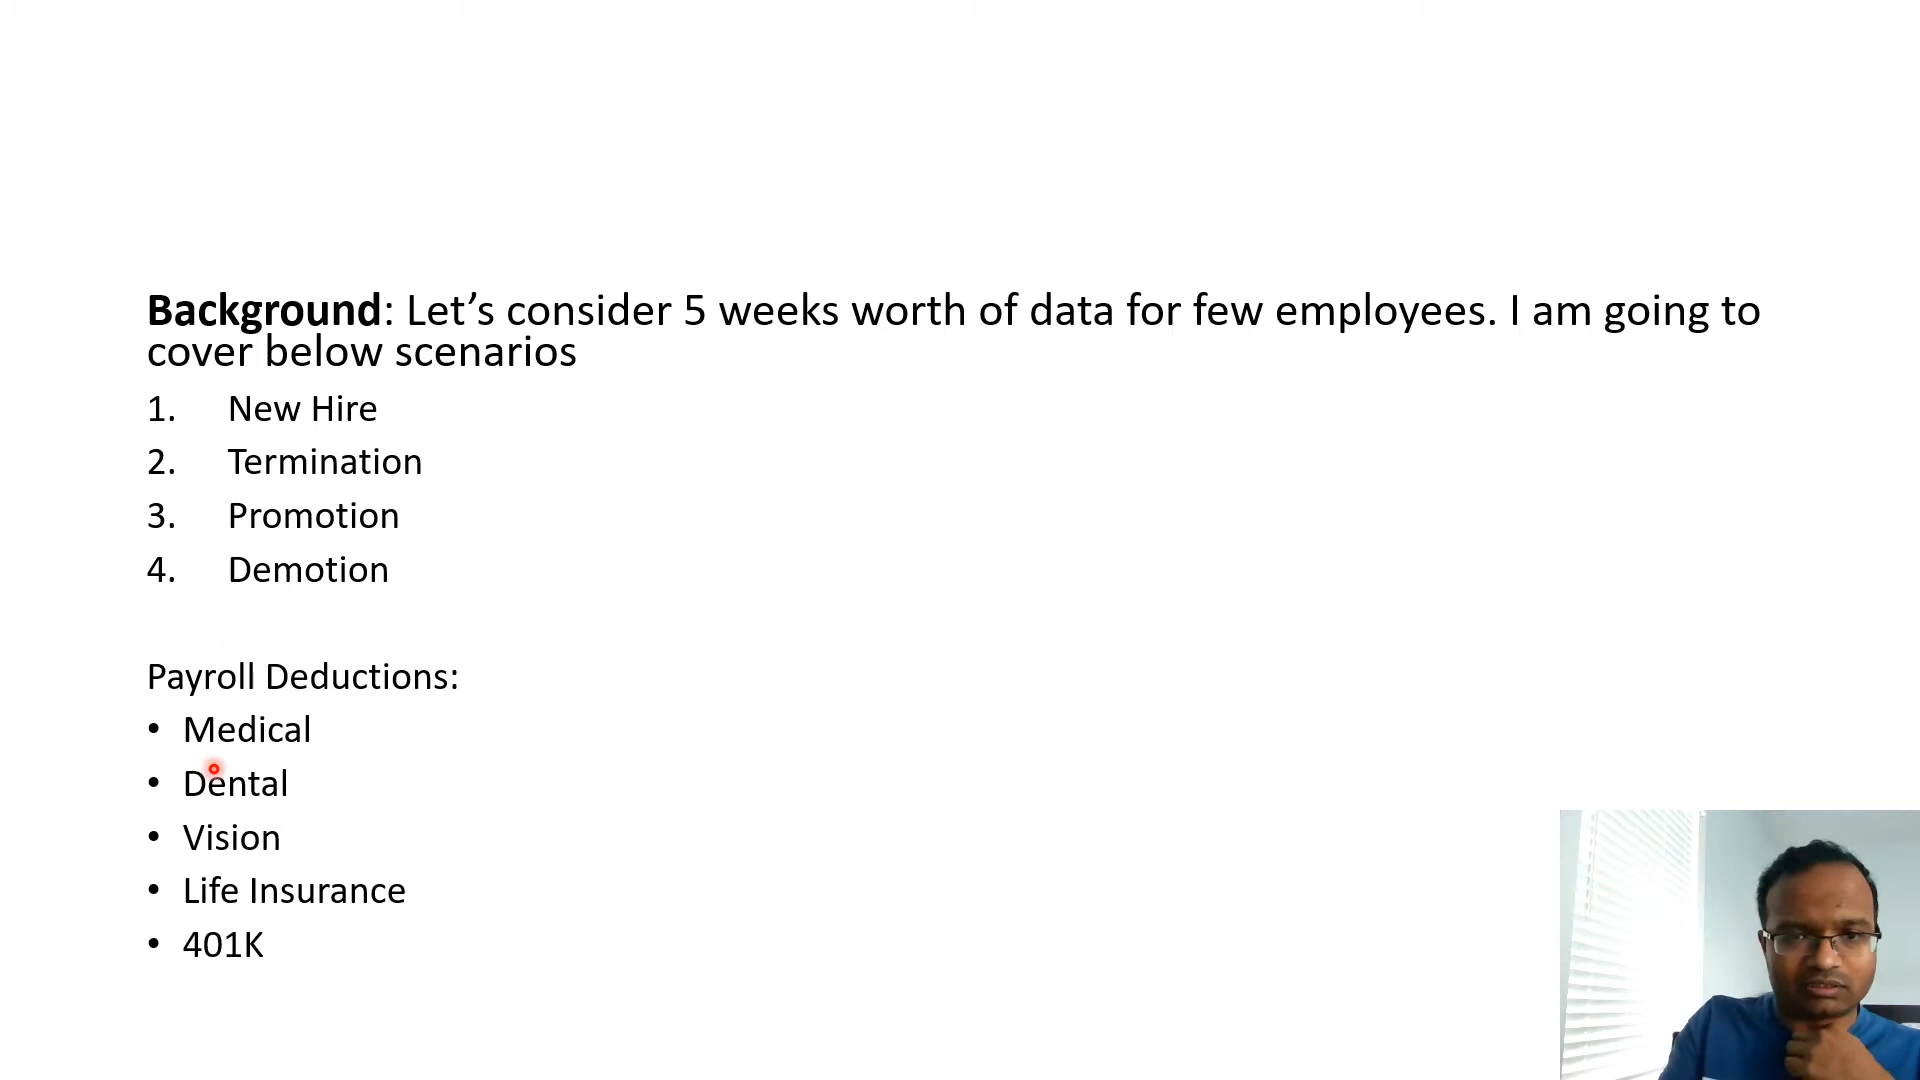 Background: Let’s consider 5 weeks worth of data for few employees. I am going to
cover below scenarios
1. New Hire
2. Termination
3. Promotion
4. Demotion
Payroll Deductions:
• Medical
• Dental
• Vision
• Life Insurance
• 401K